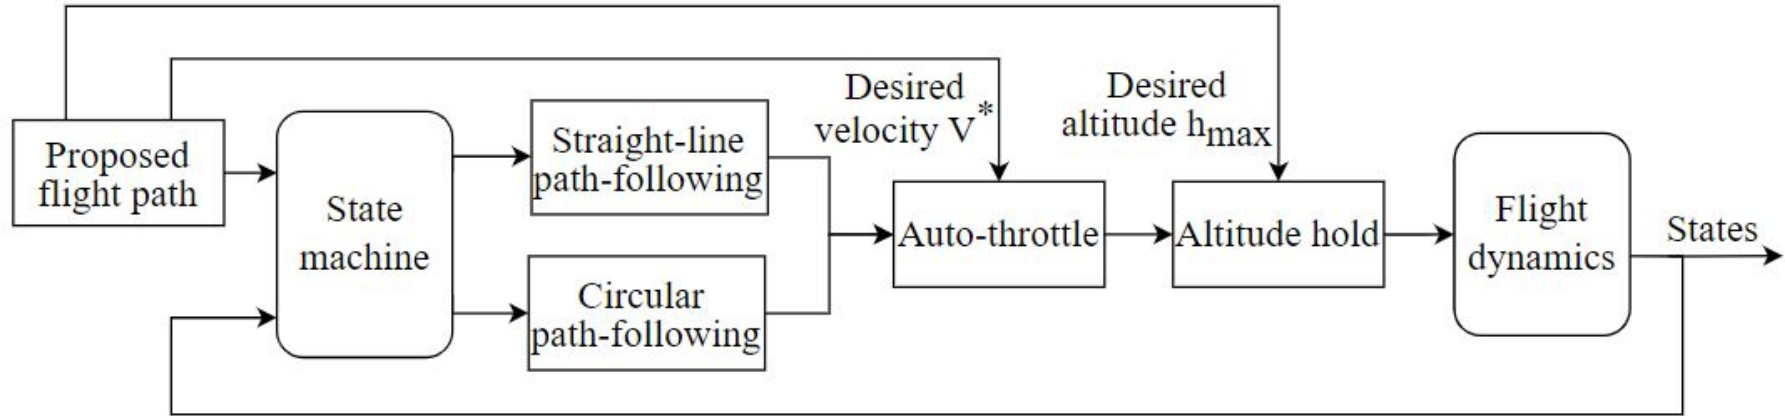 Proposed
flight path
State
machine
Straight-line
path-following
Circular
path-following
Desired
velocity V*
Auto-throttle
Desired
altitude hmax
Altitude hold
Flight
dynamics
States